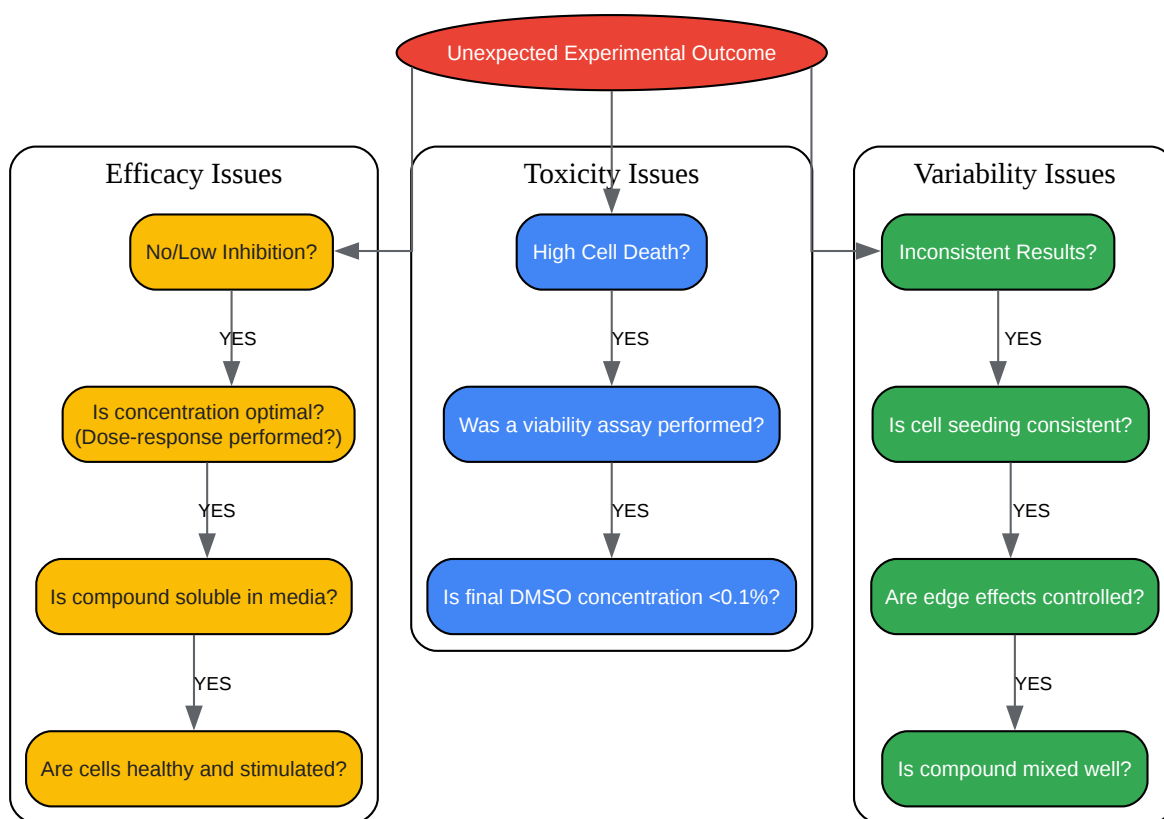 Unexpected Experimental Outcome
Efficacy Issues
No/Low Inhibition?
YES
Is concentration optimal?
(Dose-response performed?)
YES
Is compound soluble in media?
YES
Are cells healthy and stimulated?
Toxicity Issues
High Cell Death?
YES
Was a viability assay performed?
YES
Is final DMSO concentration <0.1%?
Variability Issues
Inconsistent Results?
YES
Is cell seeding consistent?
YES
Are edge effects controlled?
YES
Is compound mixed well?